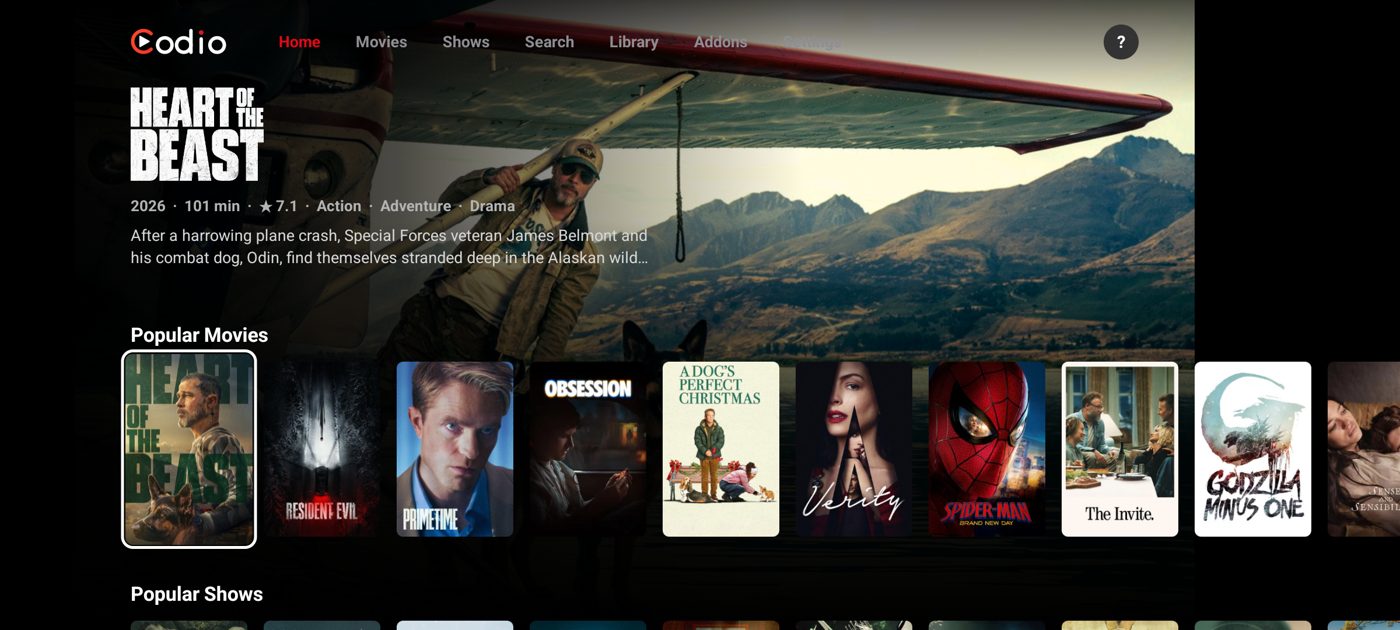 Codio
Home Movies Shows Search Library Addons Settings
?
HEART OF THE BEAST
2026 · 101 min · ★ 7.1 · Action · Adventure · Drama
After a harrowing plane crash, Special Forces veteran James Belmont and
his combat dog, Odin, find themselves stranded deep in the Alaskan wild...
Popular Movies
HEART
OF
THE
BEAST
RESIDENT EVIL
PRIMETIME
OBSESSION
A DOG'S
PERFECT
CHRISTMAS
Verity
SPIDER-MAN
BRAND NEW DAY
The Invite.
GODZILLA
MINUS ONE
Popular Shows